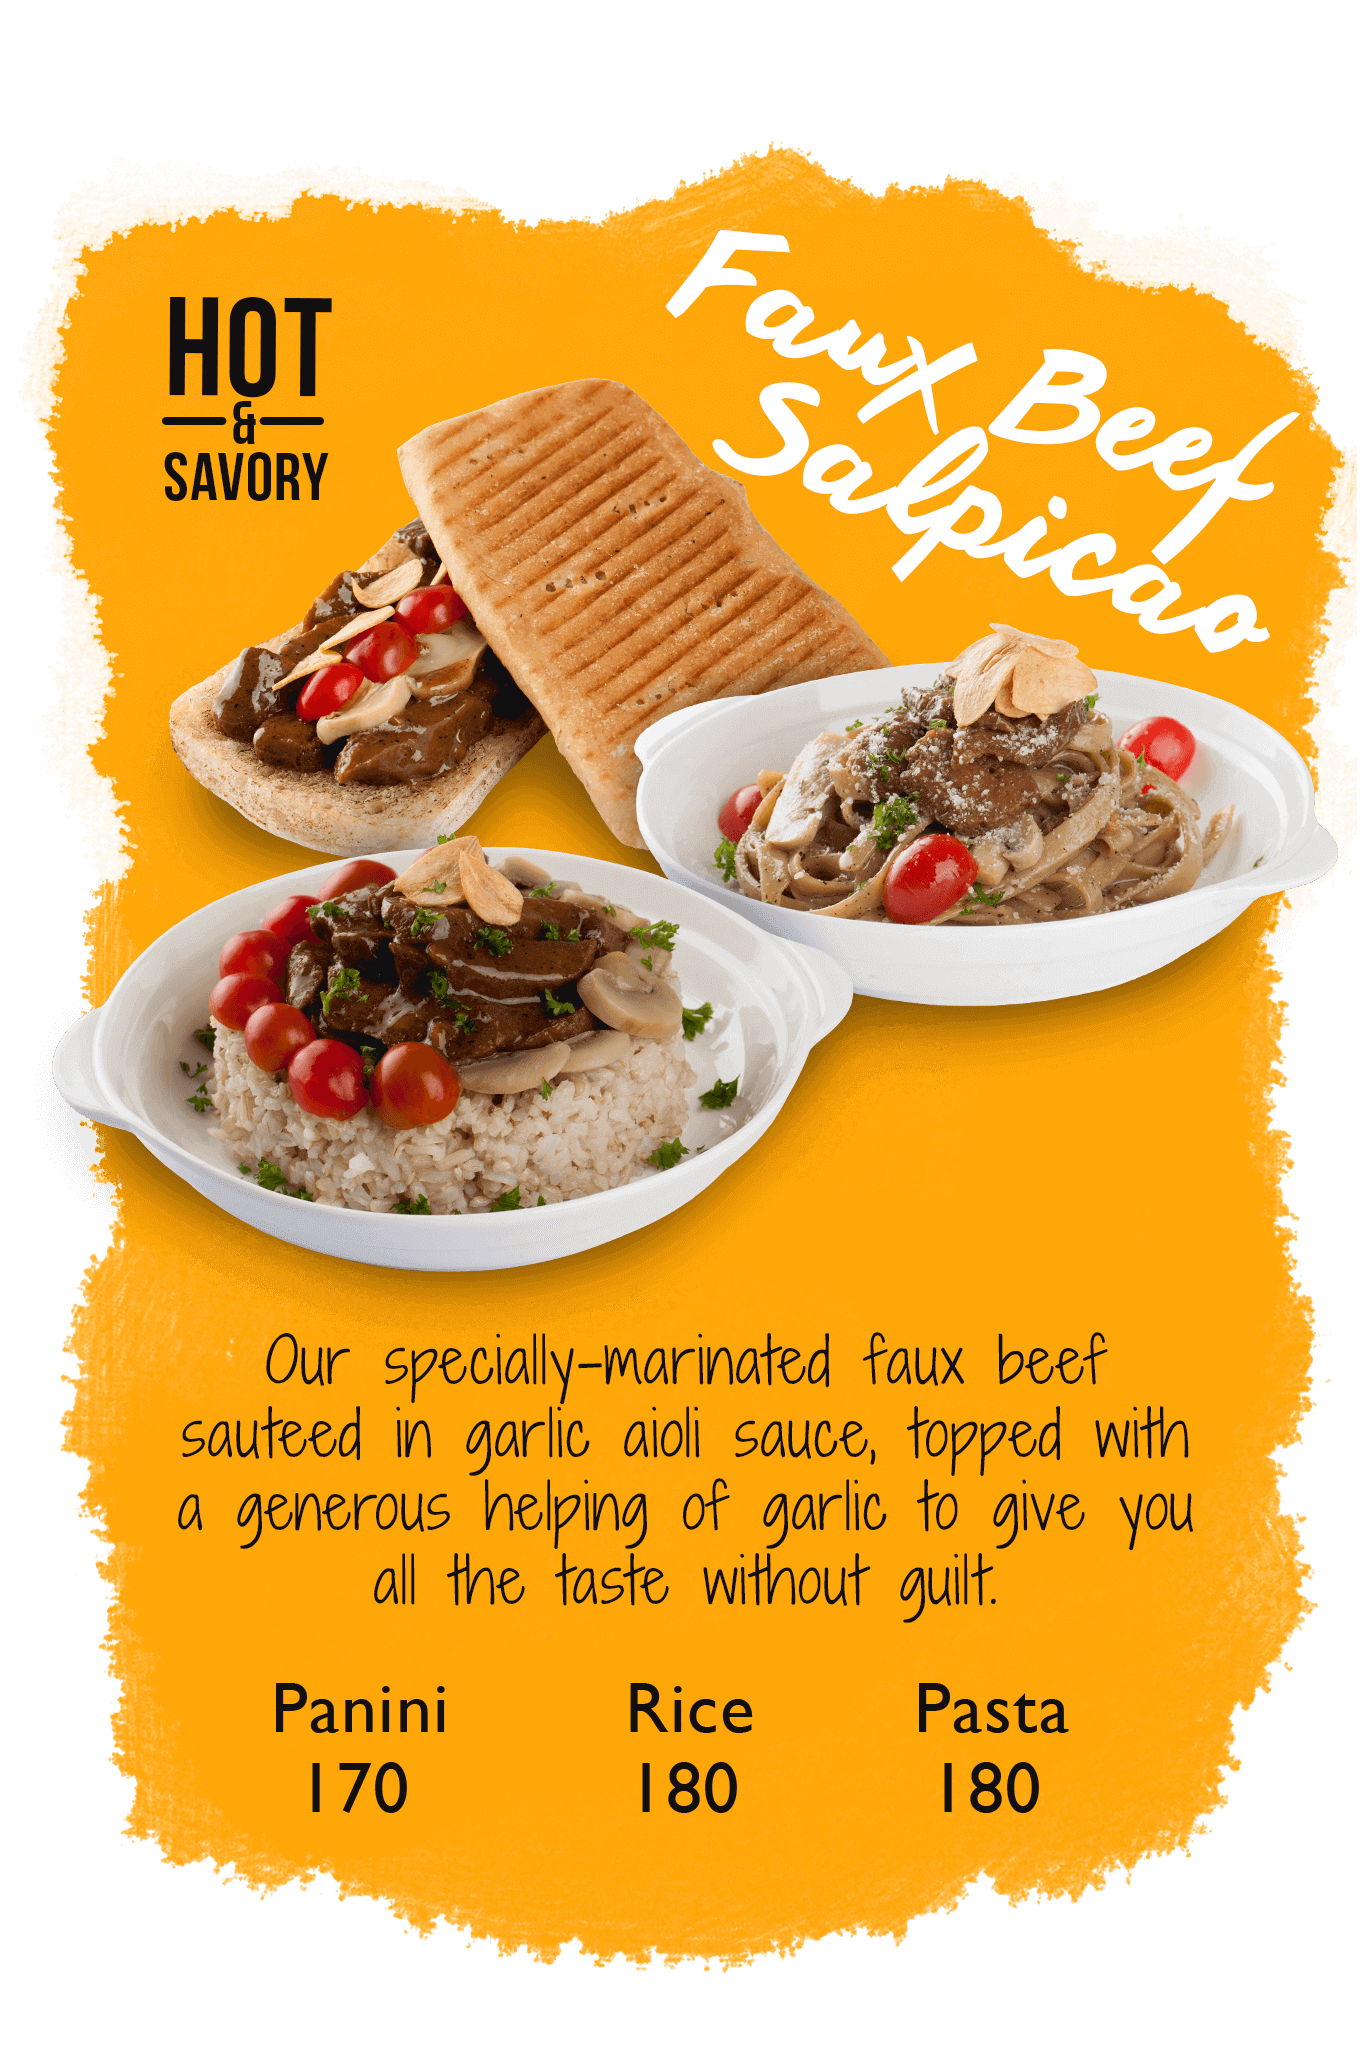 HOT
&
SAVORY
Faux Beef
Salpicao
Our specially-marinated faux beef
sauteed in garlic aioli sauce, topped with
a generous helping of garlic to give you
all the taste without guilt.
Panini Rice Pasta
170 180 180